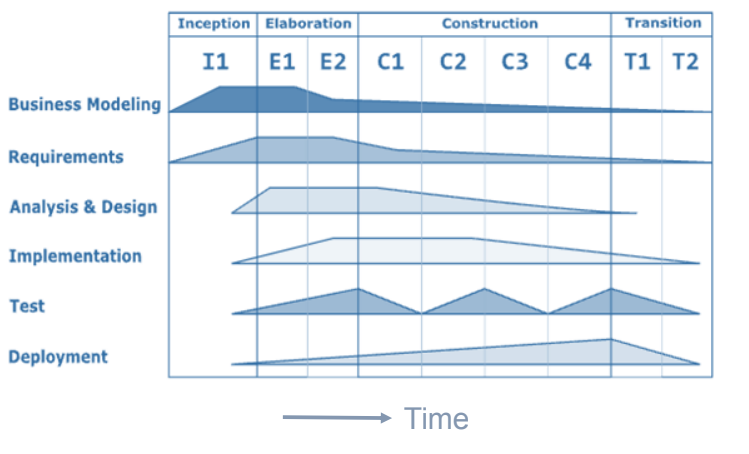 Inception Elaboration Construction Transition
I1 E1 E2 C1 C2 C3 C4 T1 T2
Business Modeling
Requirements
Analysis & Design
Implementation
Test
Deployment
Time